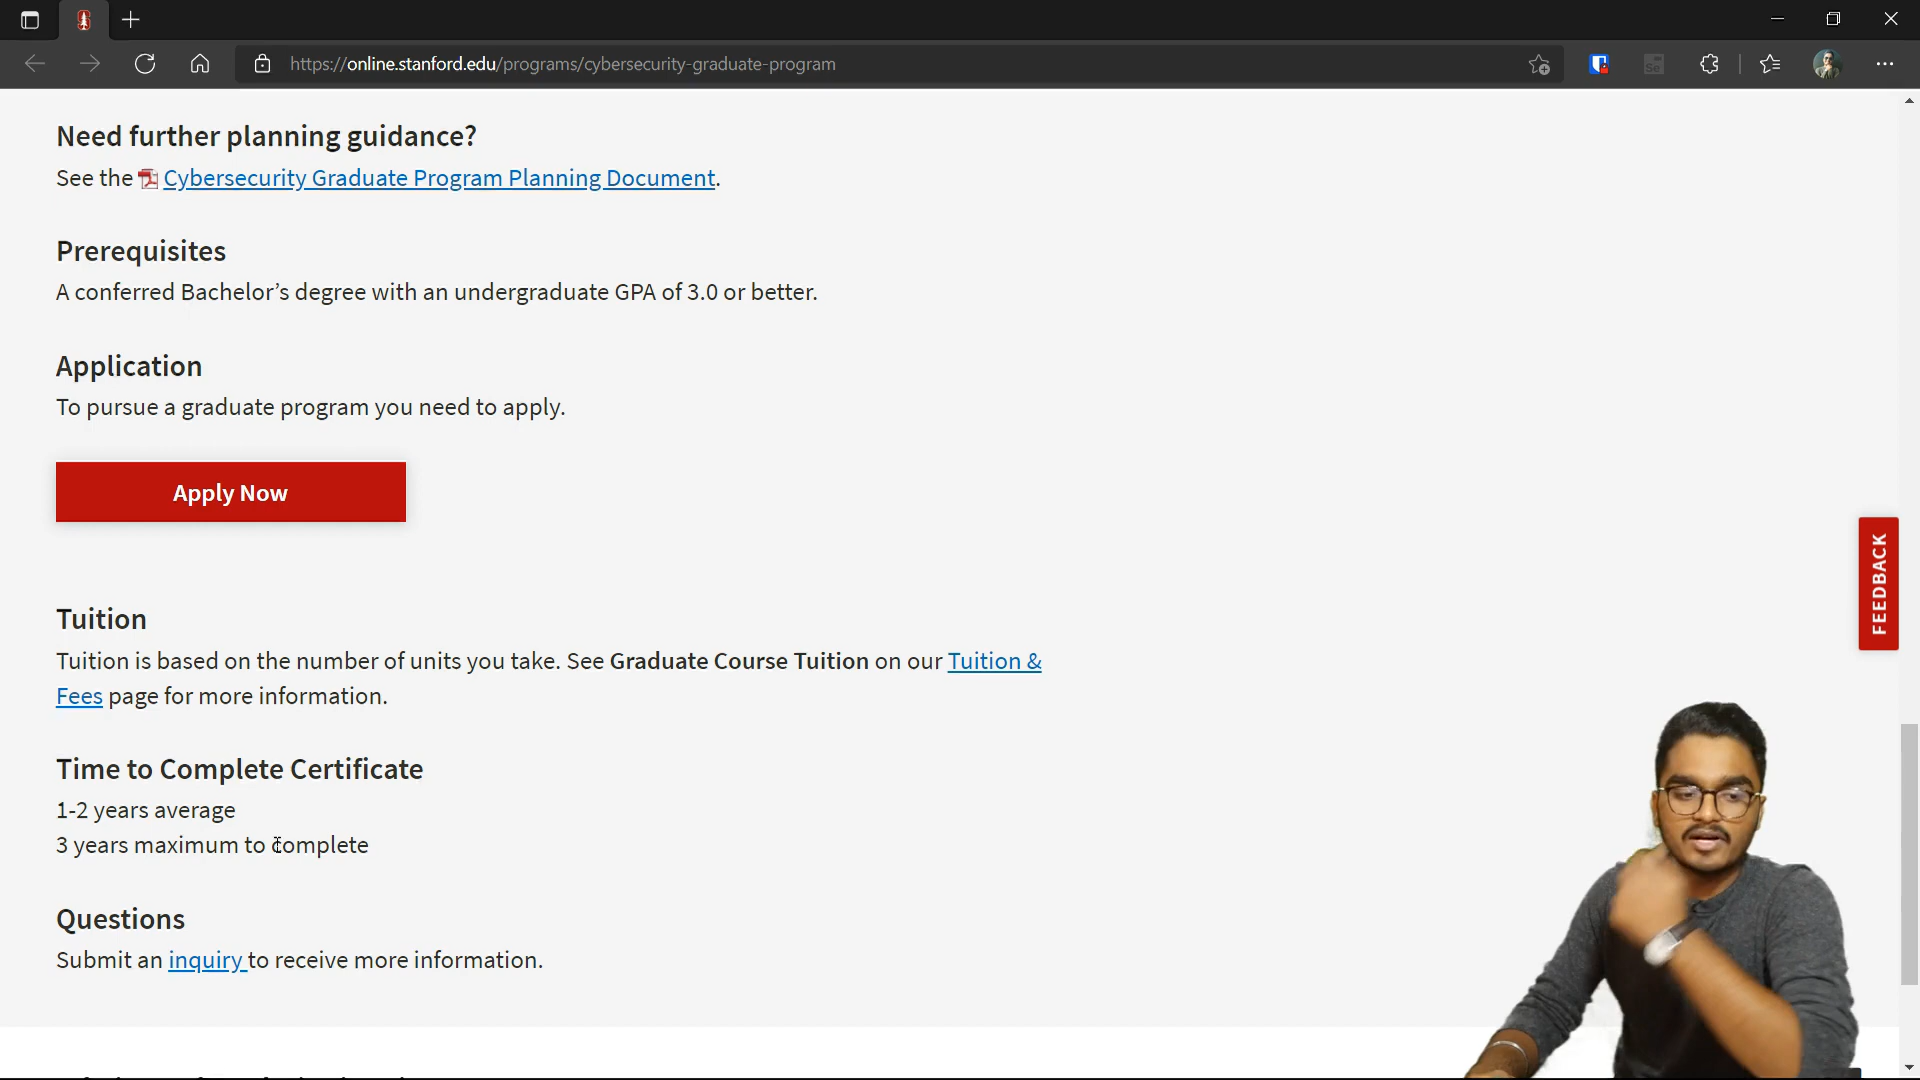 https://online.stanford.edu/programs/cybersecurity-graduate-program
Need further planning guidance?
See the Cybersecurity Graduate Program Planning Document.
Prerequisites
A conferred Bachelor's degree with an undergraduate GPA of 3.0 or better.
Application
To pursue a graduate program you need to apply.
Apply Now
FEEDBACK
Tuition
Tuition is based on the number of units you take. See Graduate Course Tuition on our Tuition &
Fees page for more information.
Time to Complete Certificate
1-2 years average
3 years maximum to complete
Questions
Submit an inquiry to receive more information.